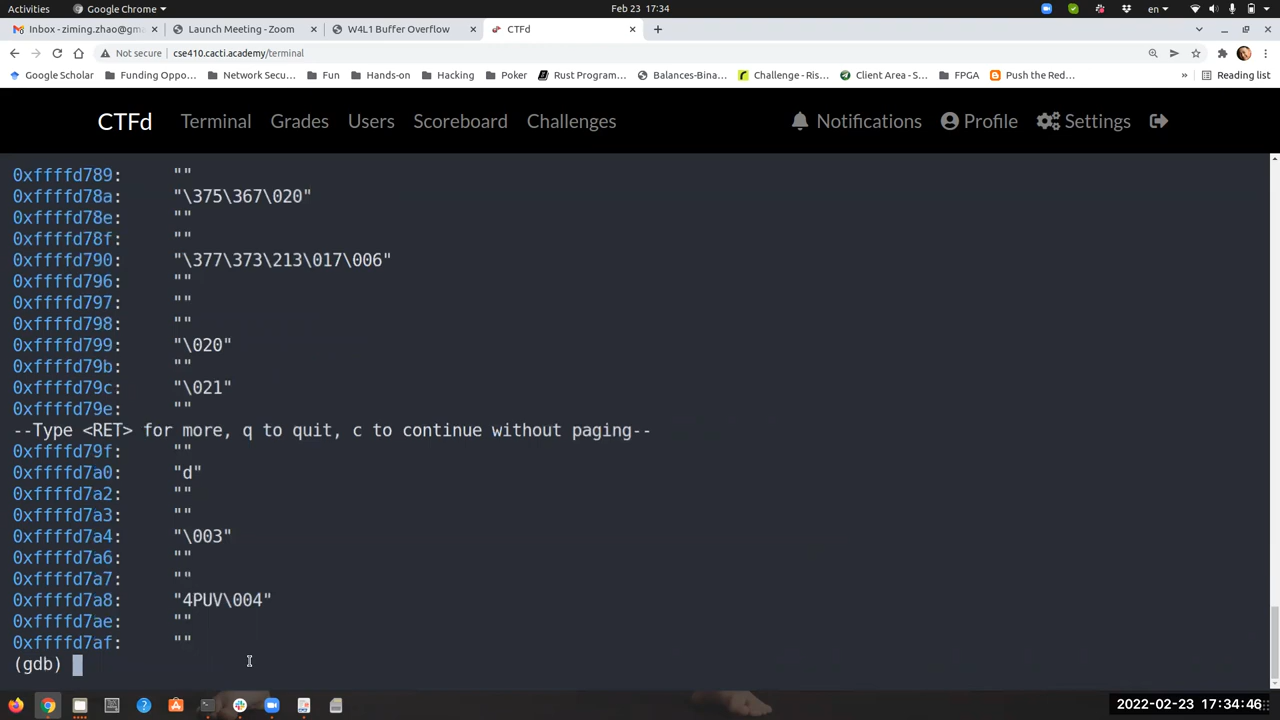 Activities Google Chrome Feb 23 17:34 en
Inbox - ziming.zhao@gm Launch Meeting - Zoom W4L1 Buffer Overflow CTFd
Not secure cse410.cacti.academy/terminal
Google Scholar Funding Oppo... Network Secu... Fun Hands-on Hacking Poker Rust Program... Balances-Bina... Challenge - Ris... Client Area - S... FPGA Push the Red... » Reading list
CTFd Terminal Grades Users Scoreboard Challenges Notifications Profile Settings
0xffffd789: ""
0xffffd78a: "\375\367\020"
0xffffd78e: ""
0xffffd78f: ""
0xffffd790: "\377\373\213\017\006"
0xffffd796: ""
0xffffd797: ""
0xffffd798: ""
0xffffd799: "\020"
0xffffd79b: ""
0xffffd79c: "\021"
0xffffd79e: ""
--Type <RET> for more, q to quit, c to continue without paging--
0xffffd79f: ""
0xffffd7a0: "d"
0xffffd7a2: ""
0xffffd7a3: ""
0xffffd7a4: "\003"
0xffffd7a6: ""
0xffffd7a7: ""
0xffffd7a8: "4PUV\004"
0xffffd7ae: ""
0xffffd7af: ""
(gdb)
2022-02-23 17:34:46